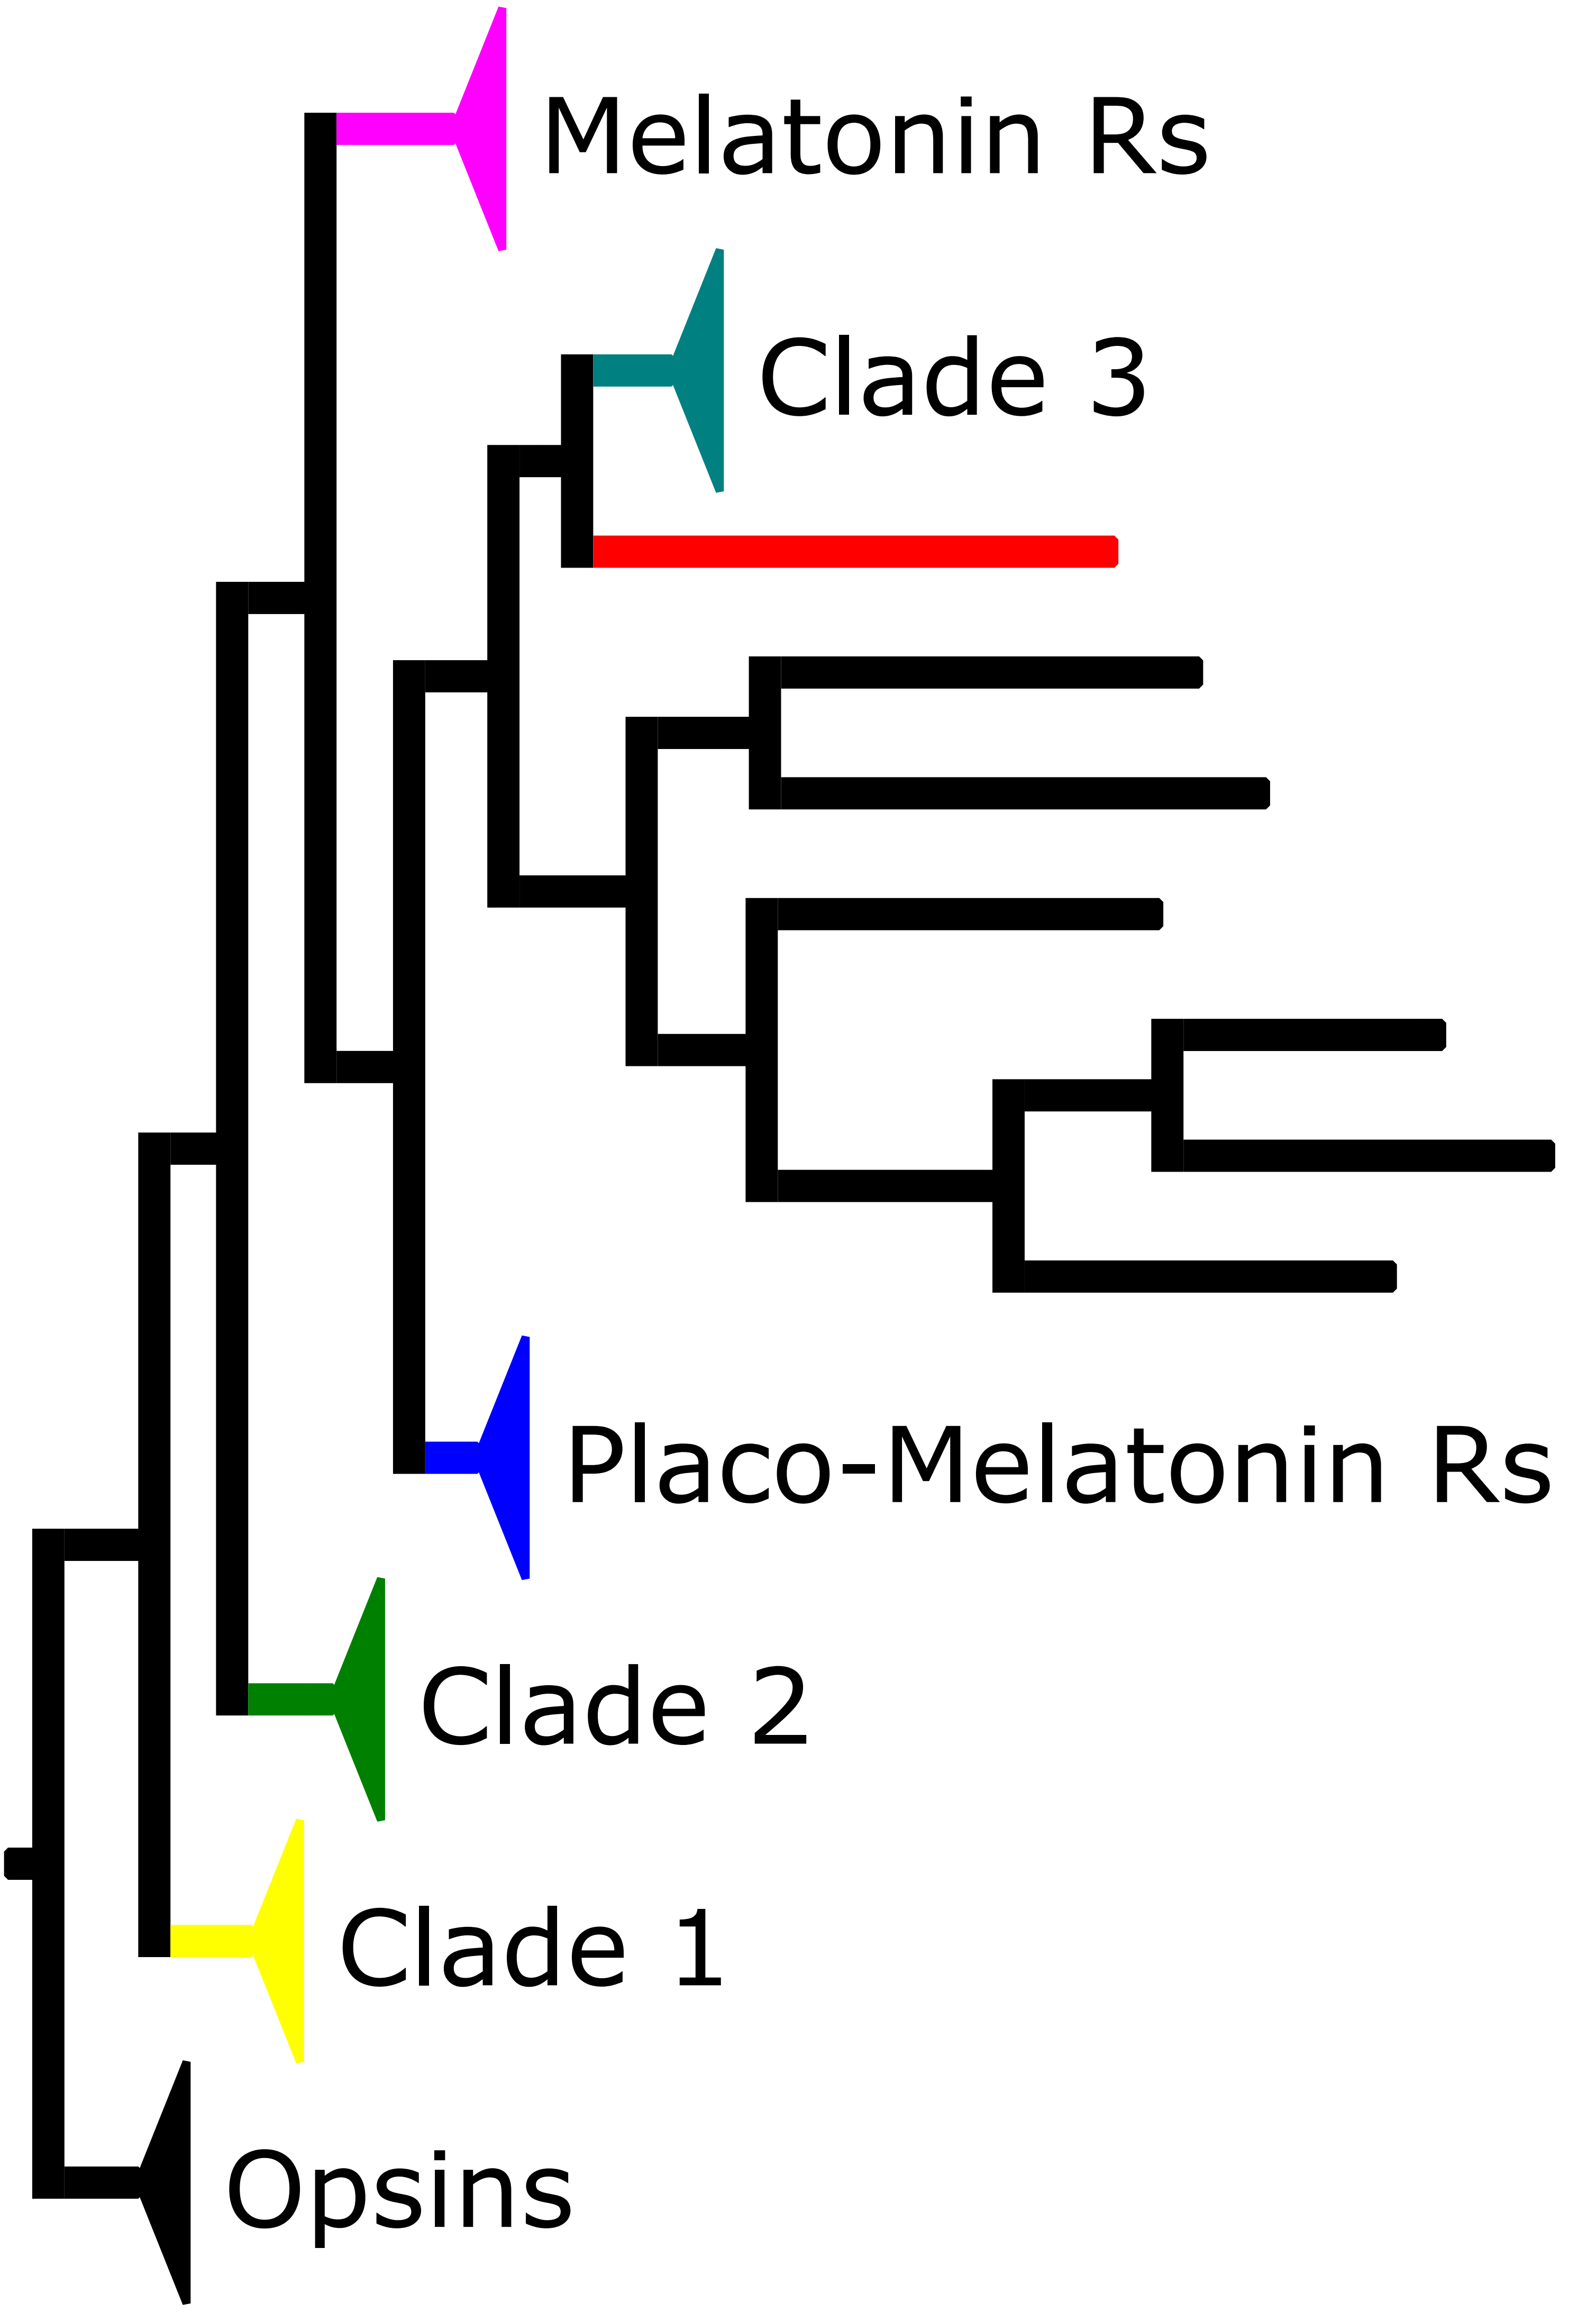 Melatonin Rs
Clade 3
Placo-Melatonin Rs
Clade 2
Clade 1
Opsins